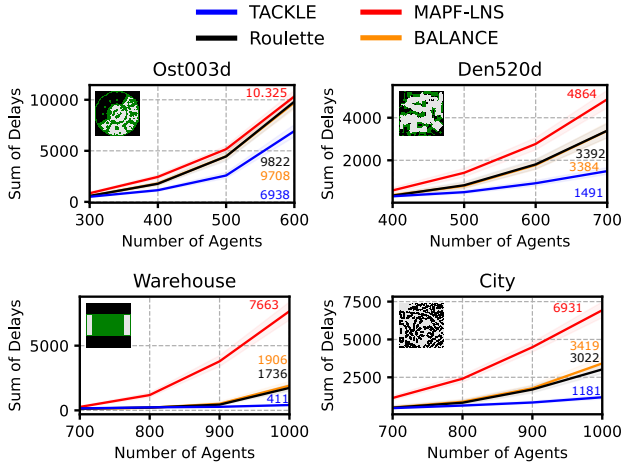 TACKLE
MAPF-LNS
Roulette
BALANCE
Ost003d
Sum of Delays
10000
5000
0
10.325
9822
9708
6938
300 400 500 600
Number of Agents
Den520d
Sum of Delays
4000
2000
4864
3392
3384
1491
400 500 600 700
Number of Agents
Warehouse
Sum of Delays
5000
0
7663
1906
1736
411
700 800 900 1000
Number of Agents
City
Sum of Delays
7500
5000
2500
6931
3419
3022
1181
700 800 900 1000
Number of Agents